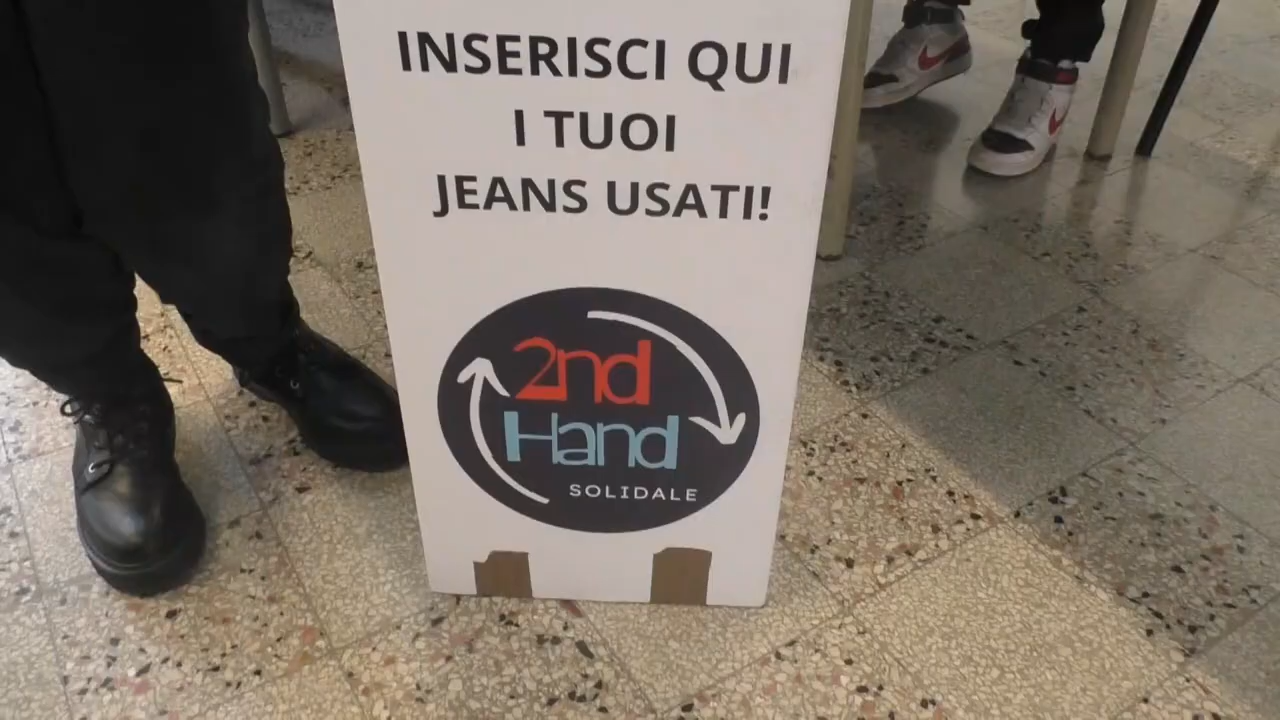 INSERISCI QUI
I TUOI
JEANS USATI!
2nd
Hand
SOLIDALE